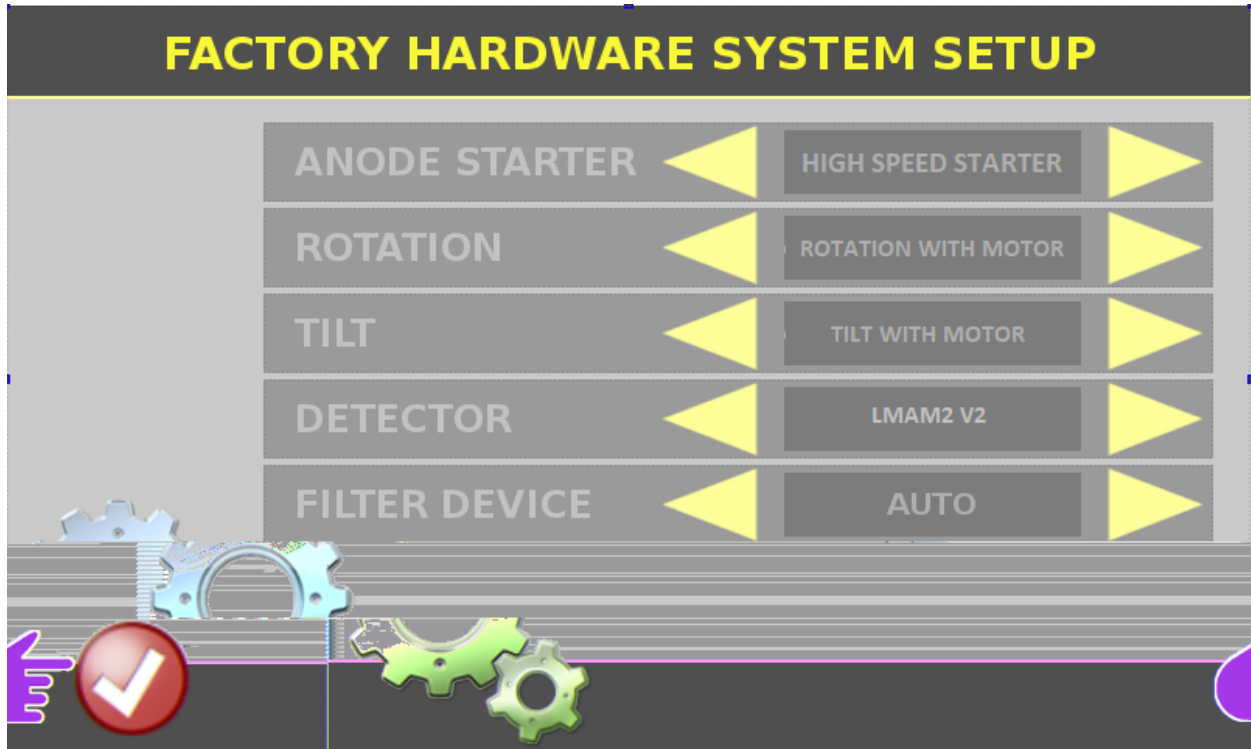 FACTORY HARDWARE SYSTEM SETUP
ANODE STARTER HIGH SPEED STARTER
ROTATION ROTATION WITH MOTOR
TILT TILT WITH MOTOR
DETECTOR LMAM2 V2
FILTER DEVICE AUTO